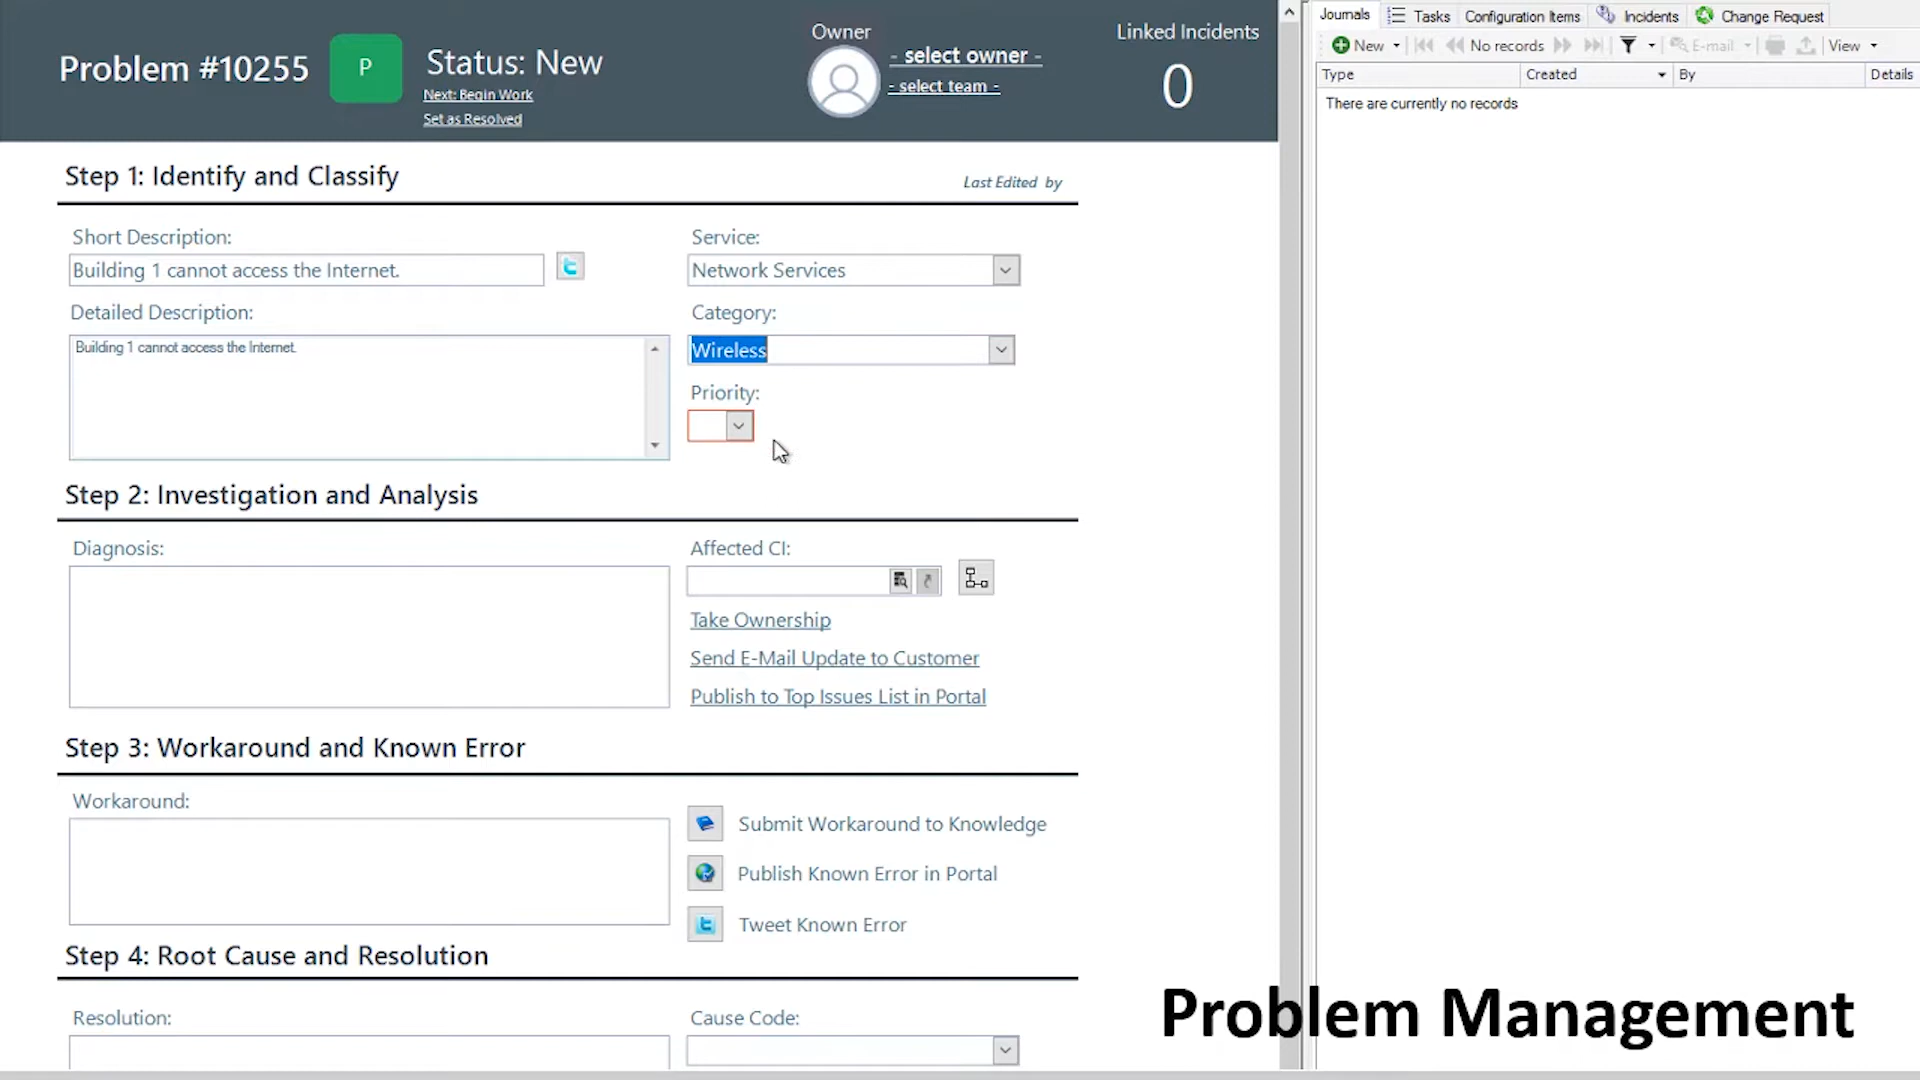 Problem #10255
P
Status: New
Next: Begin Work
Set as Resolved
Owner
- select owner -
- select team -
Linked Incidents
0
Step 1: Identify and Classify
Last Edited by
Short Description:
Building 1 cannot access the Internet.
Detailed Description:
Building 1 cannot access the Internet.
Service:
Network Services
Category:
Wireless
Priority:
Step 2: Investigation and Analysis
Diagnosis:
Affected CI:
Take Ownership
Send E-Mail Update to Customer
Publish to Top Issues List in Portal
Step 3: Workaround and Known Error
Workaround:
Submit Workaround to Knowledge
Publish Known Error in Portal
Tweet Known Error
Step 4: Root Cause and Resolution
Resolution:
Cause Code:
Journals Tasks Configuration Items Incidents Change Request
New No records E-mail View
Type Created By Details
There are currently no records
Problem Management